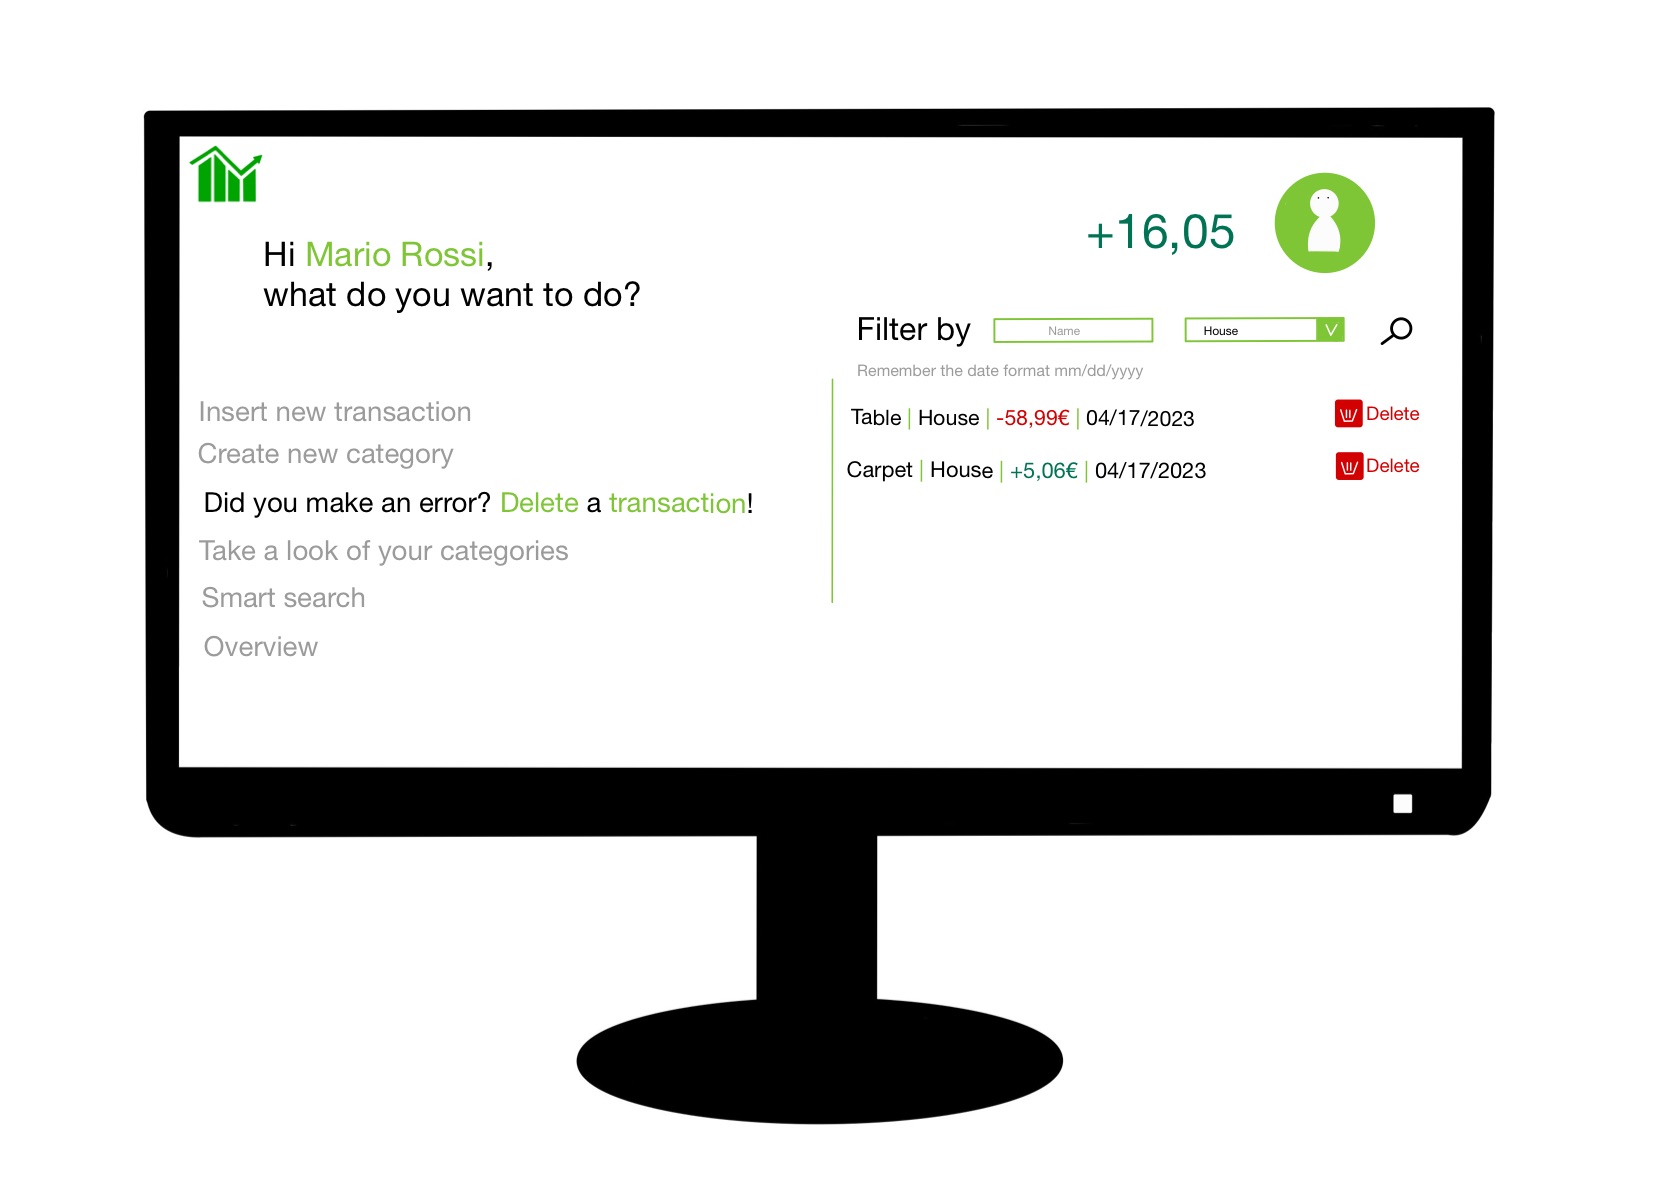 Hi Mario Rossi,
what do you want to do?
+16,05
Filter by Name House V
Remember the date format mm/dd/yyyy
Insert new transaction
Create new category
Did you make an error? Delete a transaction!
Take a look of your categories
Smart search
Overview
Table | House | -58,99€ | 04/17/2023 Delete
Carpet | House | +5,06€ | 04/17/2023 Delete